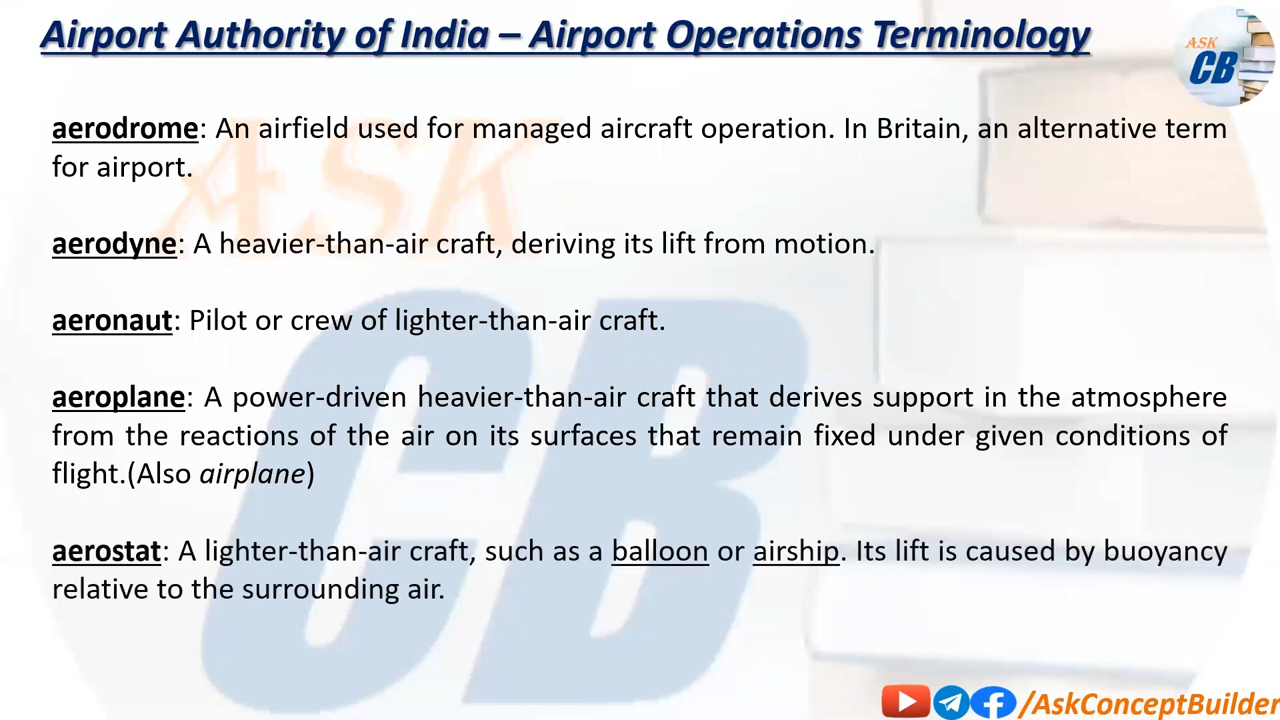 Airport Authority of India – Airport Operations Terminology
ASK
CB
aerodrome: An airfield used for managed aircraft operation. In Britain, an alternative term
for airport.
aerodyne: A heavier-than-air craft, deriving its lift from motion.
aeronaut: Pilot or crew of lighter-than-air craft.
aeroplane: A power-driven heavier-than-air craft that derives support in the atmosphere
from the reactions of the air on its surfaces that remain fixed under given conditions of
flight.(Also airplane)
aerostat: A lighter-than-air craft, such as a balloon or airship. Its lift is caused by buoyancy
relative to the surrounding air.
ASK
CB
/AskConceptBuilder